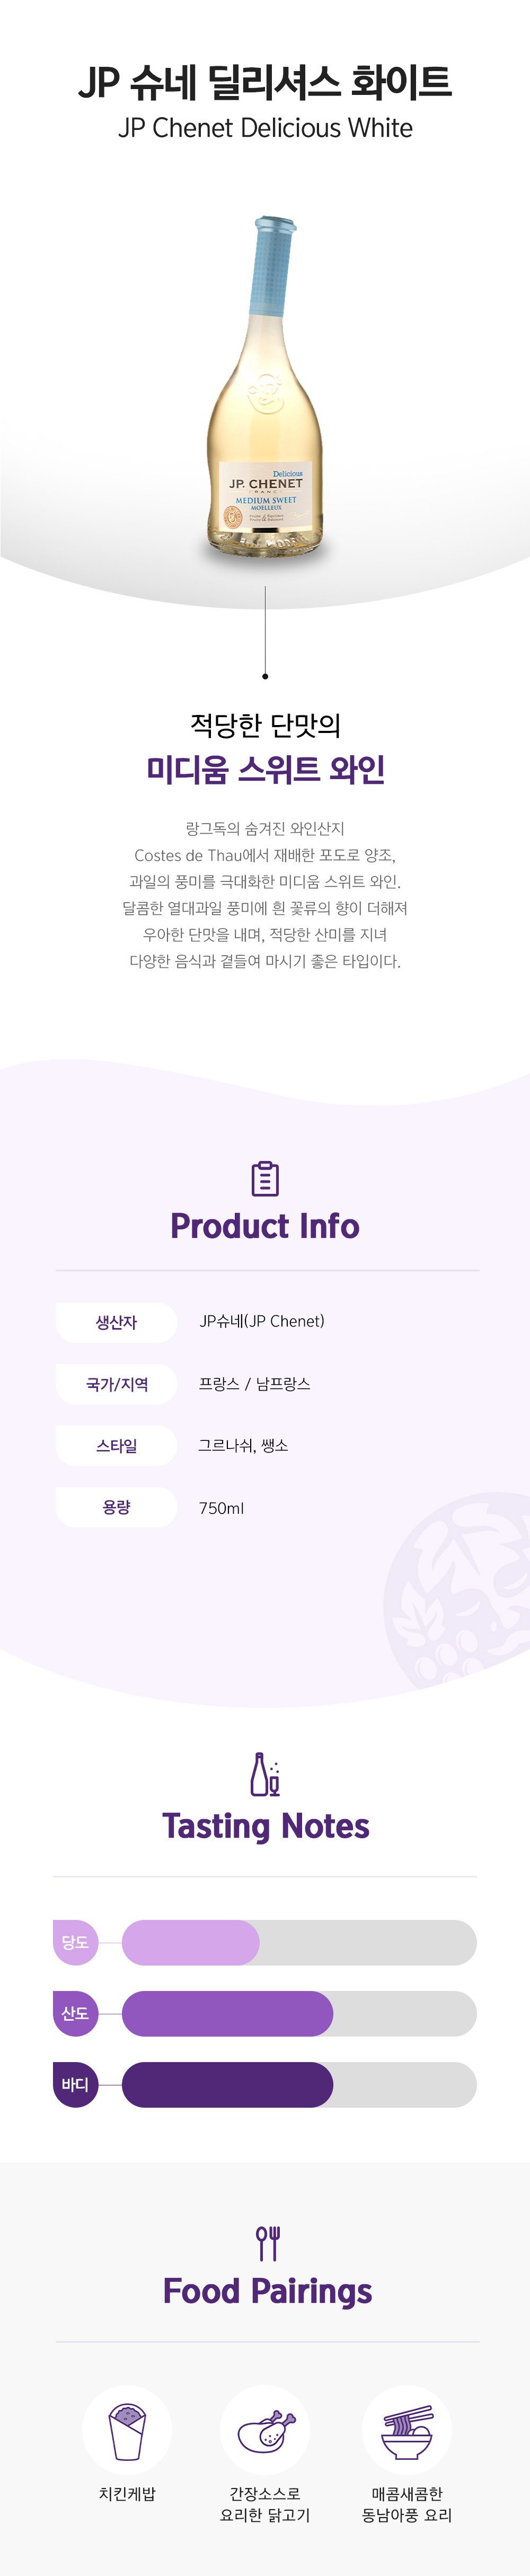 JP 슈네 딜리셔스 화이트
JP Chenet Delicious White
Delicious
JP. CHENET
FRANCE
MEDIUM SWEET
MOELLEUX
적당한 단맛의
미디움 스위트 와인
랑그독의 숨겨진 와인산지
Costes de Thau에서 재배한 포도로 양조,
과일의 풍미를 극대화한 미디움 스위트 와인.
달콤한 열대과일 풍미에 흰 꽃류의 향이 더해져
우아한 단맛을 내며, 적당한 산미를 지녀
다양한 음식과 곁들여 마시기 좋은 타입이다.
Product Info
생산자 JP슈네(JP Chenet)
국가/지역 프랑스 / 남프랑스
스타일 그르나쉬, 쌩소
용량 750ml
Tasting Notes
당도
산도
바디
Food Pairings
치킨케밥
간장소스로
요리한 닭고기
매콤새콤한
동남아풍 요리